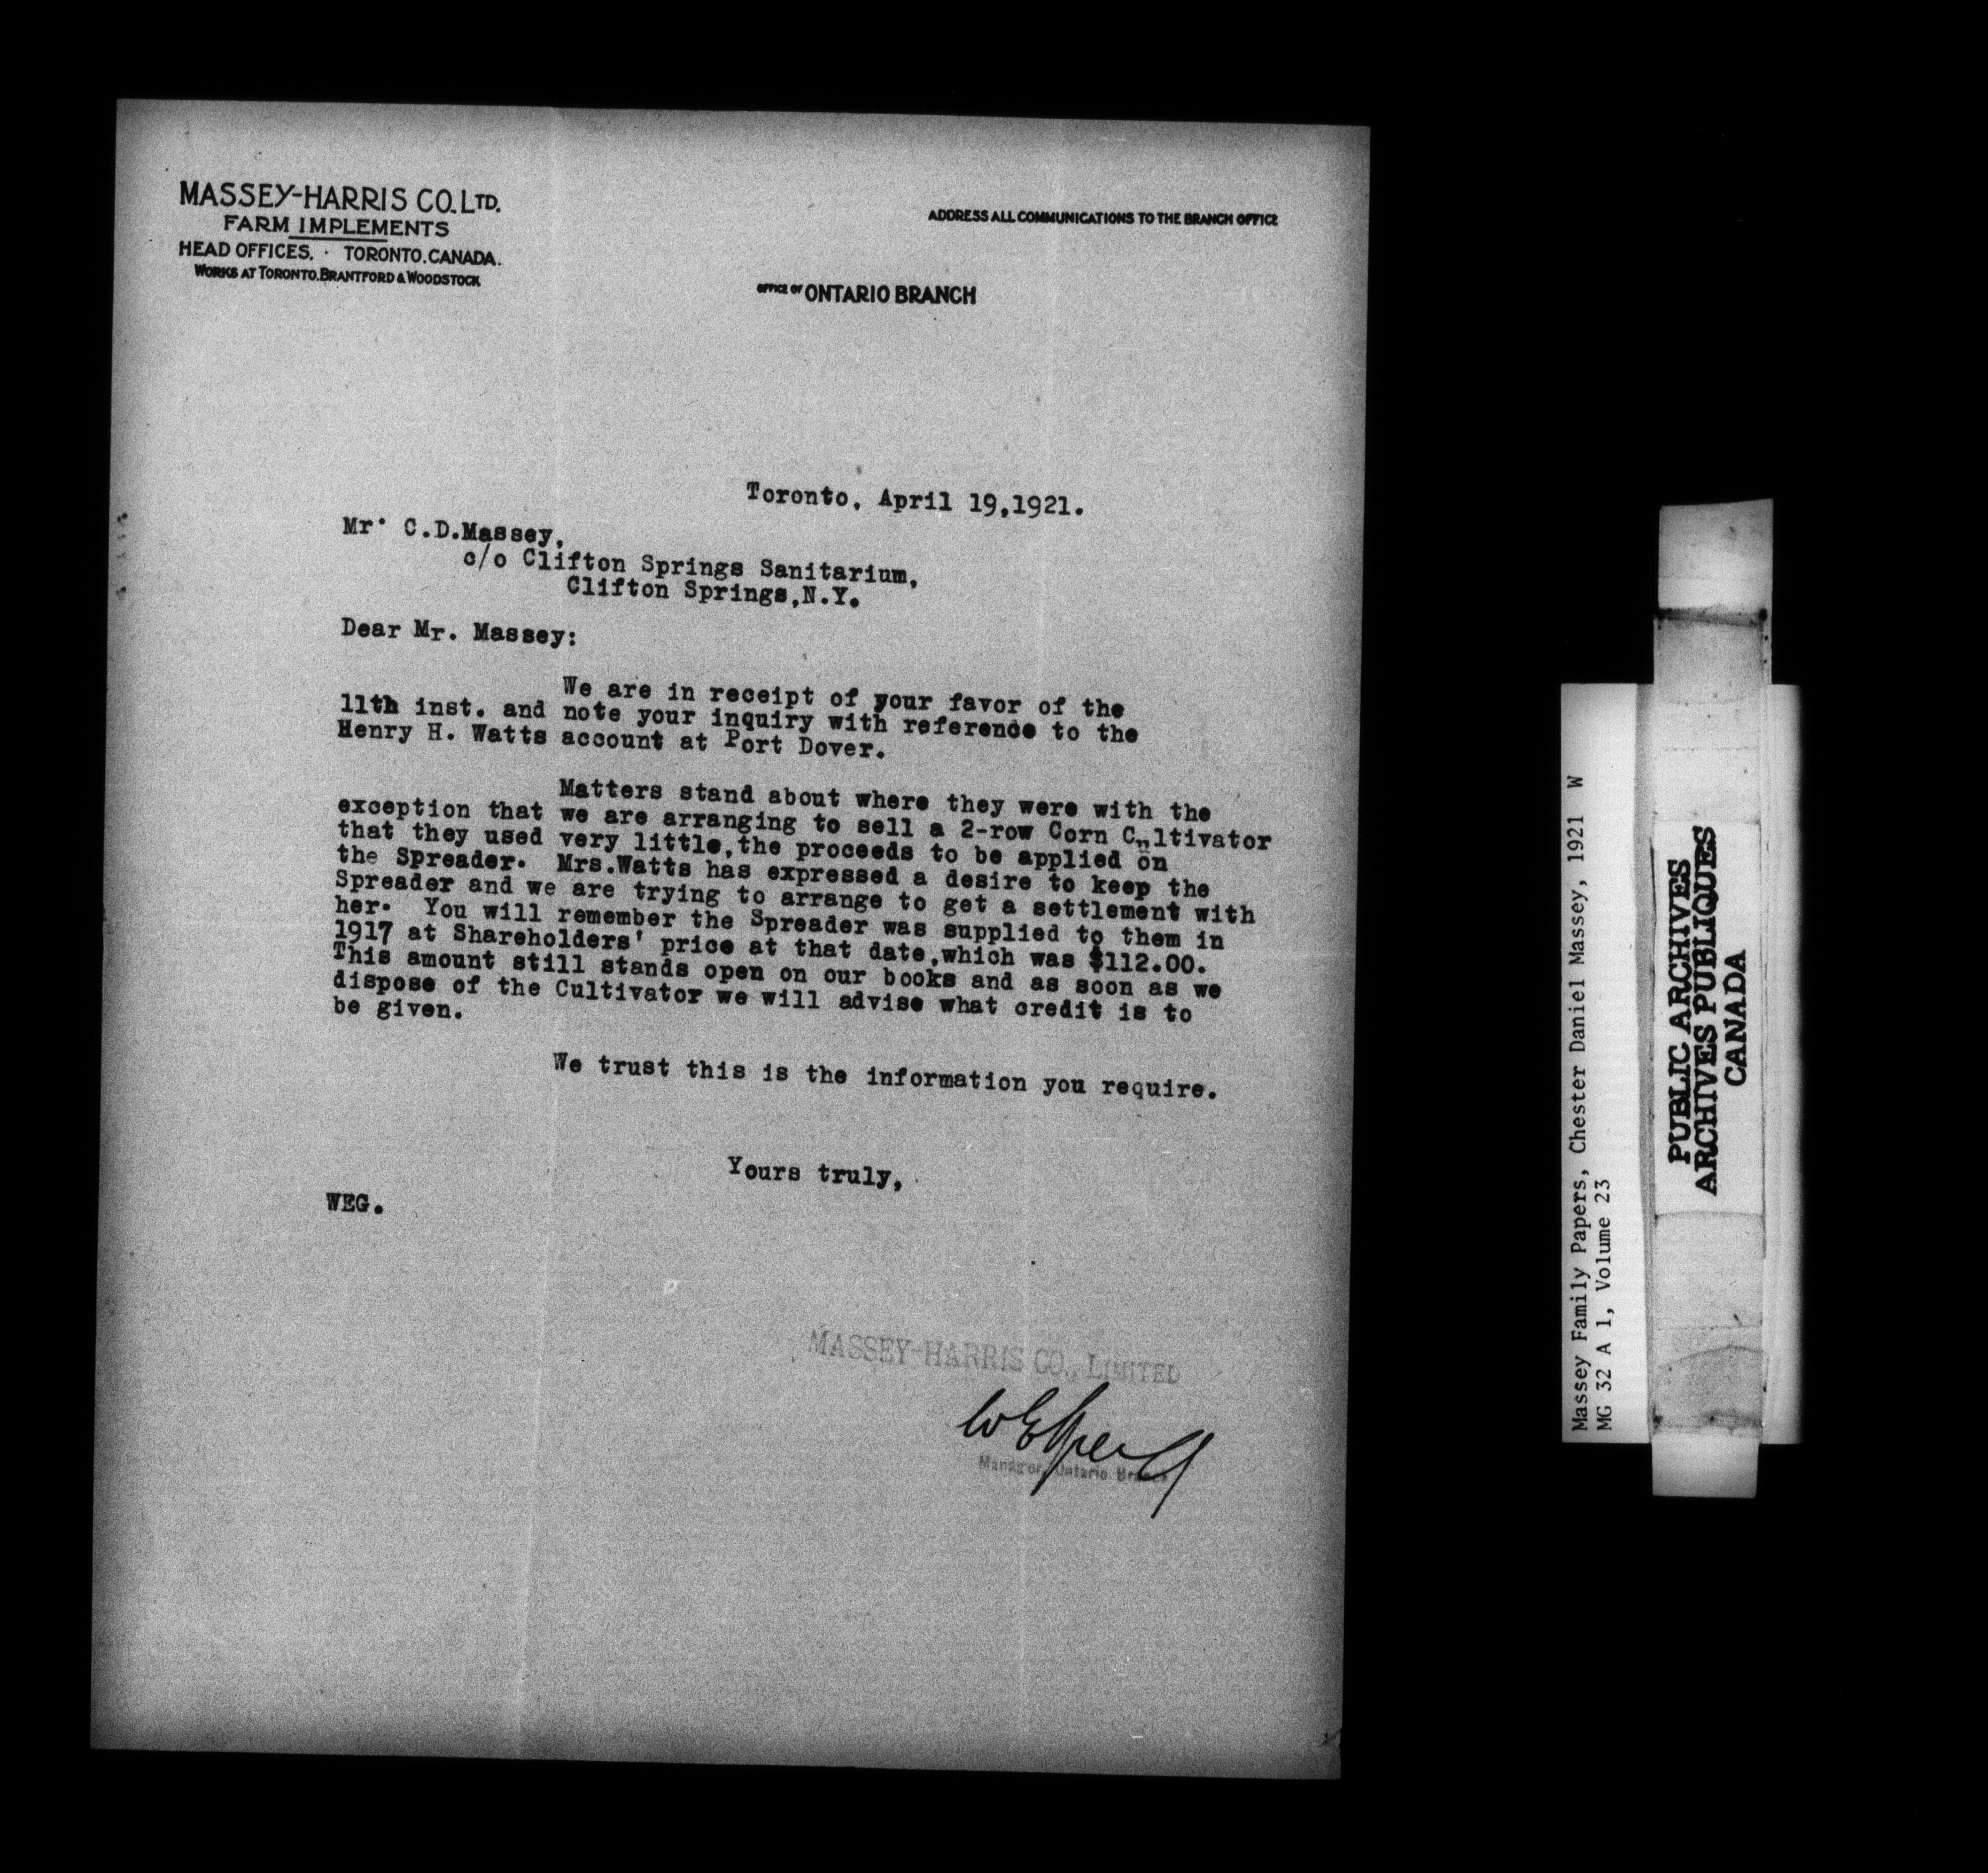 MASSEY-HARRIS CO. LTD.
FARM IMPLEMENTS
HEAD OFFICES. · TORONTO. CANADA.
WORKS AT TORONTO. BRANTFORD & WOODSTOCK
ADDRESS ALL COMMUNICATIONS TO THE BRANCH OFFICE
OFFICE OF ONTARIO BRANCH
Toronto, April 19,1921.
Mr. C.D.Massey,
c/o Clifton Springs Sanitarium,
Clifton Springs,N.Y.
Dear Mr. Massey:
We are in receipt of your favor of the
11th inst. and note your inquiry with reference to the
Henry H. Watts account at Port Dover.
Matters stand about where they were with the
exception that we are arranging to sell a 2-row Corn Cnltivator
that they used very little,the proceeds to be applied on
the Spreader. Mrs.Watts has expressed a desire to keep the
Spreader and we are trying to arrange to get a settlement with
her. You will remember the Spreader was supplied to them in
1917 at Shareholders' price at that date,which was $112.00.
This amount still stands open on our books and as soon as we
dispose of the Cultivator we will advise what credit is to
be given.
We trust this is the information you require.
Yours truly,
WEG.
MASSEY-HARRIS CO., LIMITED
Manager, Ontario Branch
Massey Family Papers, Chester Daniel Massey, 1921 W
MG 32 A 1, Volume 23
PUBLIC ARCHIVES
ARCHIVES PUBLIQUES
CANADA